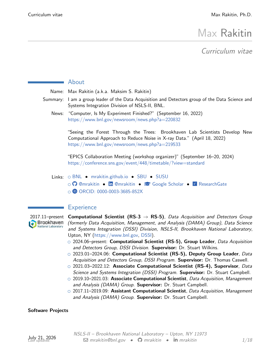 Curriculum vitae
Max Rakitin, Ph.D.
Max Rakitin
Curriculum vitae
About
Name: Max Rakitin (a.k.a. Maksim S. Rakitin)
Summary: I am a group leader of the Data Acquisition and Detectors group of the Data Science and
Systems Integration Division of NSLS-II, BNL.
News: "Computer, Is My Experiment Finished?" [September 16, 2022]
https://www.bnl.gov/newsroom/news.php?a=220832
"Seeing the Forest Through the Trees: Brookhaven Lab Scientists Develop New
Computational Approach to Reduce Noise in X-ray Data." [April 18, 2022]
https://www.bnl.gov/newsroom/news.php?a=219533
"EPICS Collaboration Meeting (workshop organizer)" (September 16–20, 2024)
https://conference.sns.gov/event/448/timetable/?view=standard
Links: BNL • mrakitin.github.io • SBU • SUSU
@mrakitin • @mrakitin • Google Scholar • ResearchGate
ORCID:
Experience
2017.11–present
Computational Scientist (RS-3 → RS-5), Data Acquisition and Detectors Group
(formerly Data Acquisition, Management, and Analysis (DAMA) Group), Data Science
and Systems Integration (DSSI) Division, NSLS-II, Brookhaven National Laboratory,
Upton, NY (https://www.bnl.gov, DSSI).
2024.06–present: Computational Scientist (RS-5), Group Leader, Data Acquisition
and Detectors Group, DSSI Division. Supervisor: Dr. Stuart Wilkins.
2023.01–2024.06: Computational Scientist (RS-5), Deputy Group Leader, Data
Acquisition and Detectors Group, DSSI Program. Supervisor: Dr. Thomas Caswell.
2021.03–2022.12: Associate Computational Scientist (RS-4), Supervisor, Data
Science and Systems Integration (DSSI) Program. Supervisor: Dr. Stuart Campbell.
2019.10–2021.03: Associate Computational Scientist, Data Acquisition, Management
and Analysis (DAMA) Group. Supervisor: Dr. Stuart Campbell.
2017.11–2019.09: Assistant Computational Scientist, Data Acquisition, Management
and Analysis (DAMA) Group. Supervisor: Dr. Stuart Campbell.
Software Projects
July 21, 2026
NSLS-II – Brookhaven National Laboratory – Upton, NY 11973
mrakitin@bnl.gov • mrakitin • mrakitin
1/10